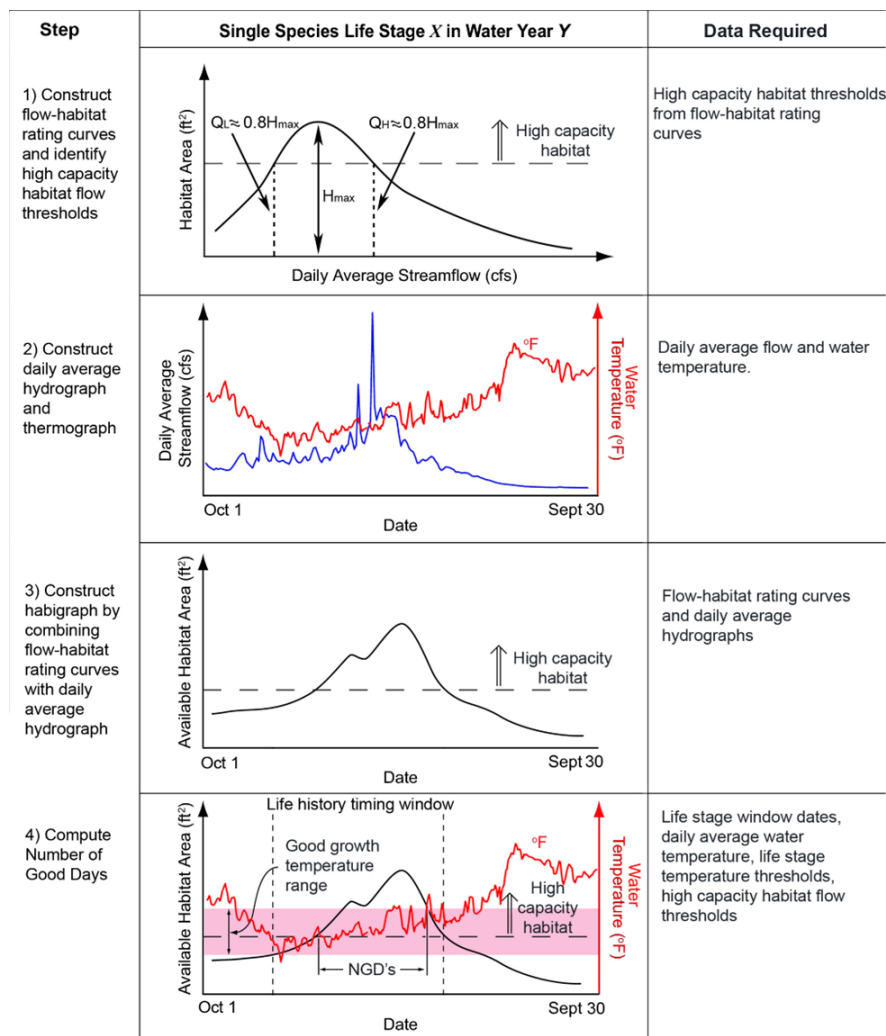 Step
Single Species Life Stage X in Water Year Y
Data Required
1) Construct
flow-habitat
rating curves
and identify
high capacity
habitat flow
thresholds
Habitat Area (ft²)
QL≈ 0.8Hmax
QH≈ 0.8Hmax
High capacity
habitat
Hmax
Daily Average Streamflow (cfs)
High capacity habitat thresholds
from flow-habitat rating
curves
2) Construct
daily average
hydrograph
and
thermograph
Daily Average
Streamflow (cfs)
°F
Water
Temperature (°F)
Oct 1
Sept 30
Date
Daily average flow and water
temperature.
3) Construct
habigraph by
combining
flow-habitat
rating curves
with daily
average
hydrograph
Available Habitat Area (ft²)
High capacity
habitat
Oct 1
Sept 30
Date
Flow-habitat rating curves
and daily average
hydrographs
4) Compute
Number of
Good Days
Available Habitat Area (ft²)
Life history timing window
Good growth
temperature
range
°F
High
capacity
habitat
NGD's
Water
Temperature (°F)
Oct 1
Sept 30
Date
Life stage window dates,
daily average water
temperature, life stage
temperature thresholds,
high capacity habitat flow
thresholds